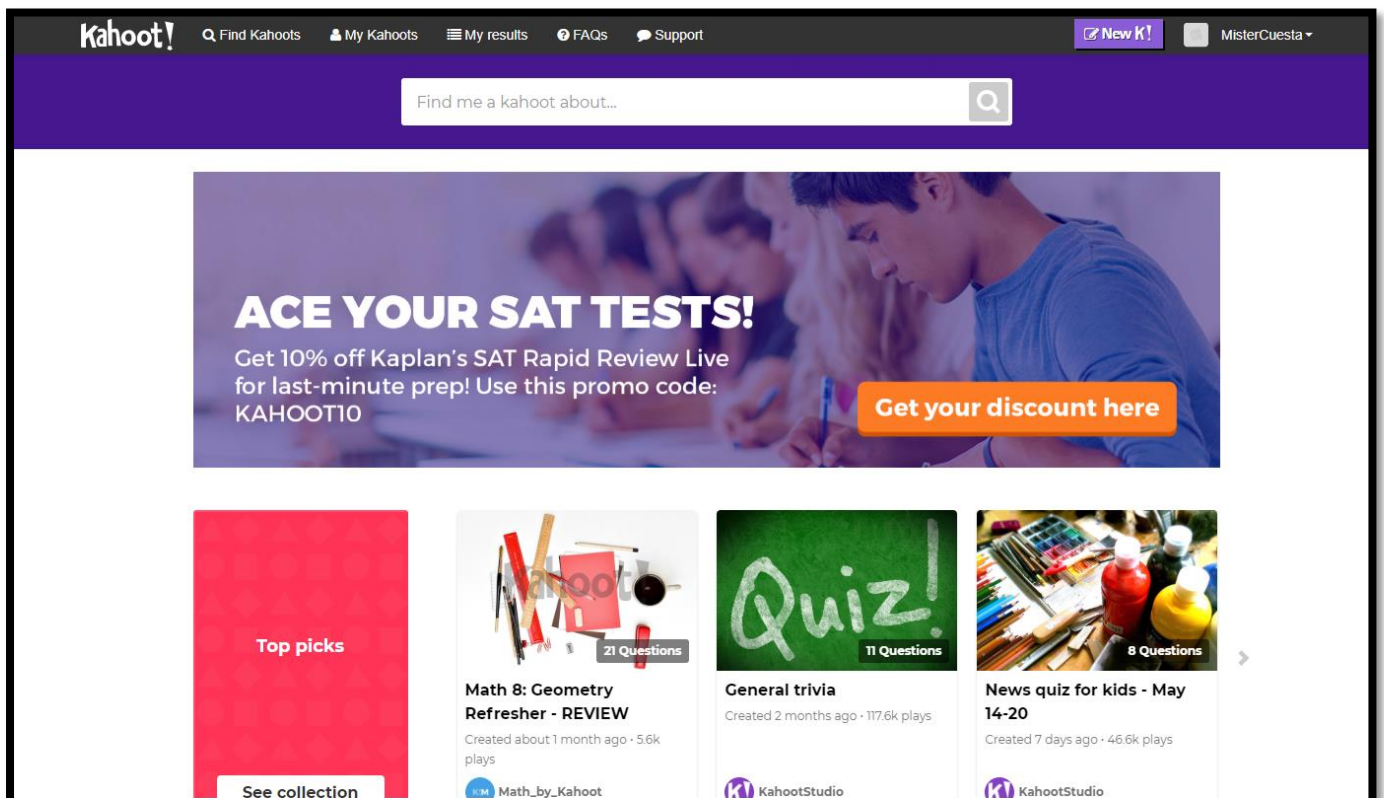 Kahoot! Find Kahoots My Kahoots My results FAQs Support New K! MisterCuesta
Find me a kahoot about...
ACE YOUR SAT TESTS!
Get 10% off Kaplan's SAT Rapid Review Live
for last-minute prep! Use this promo code:
KAHOOT10
Get your discount here
Top picks
See collection
Kahoot!
21 Questions
Math 8: Geometry
Refresher - REVIEW
Created about 1 month ago · 5.6k
plays
K!M Math_by_Kahoot
Quiz!
11 Questions
General trivia
Created 2 months ago · 117.6k plays
K! KahootStudio
8 Questions
News quiz for kids - May
14-20
Created 7 days ago · 46.6k plays
K! KahootStudio